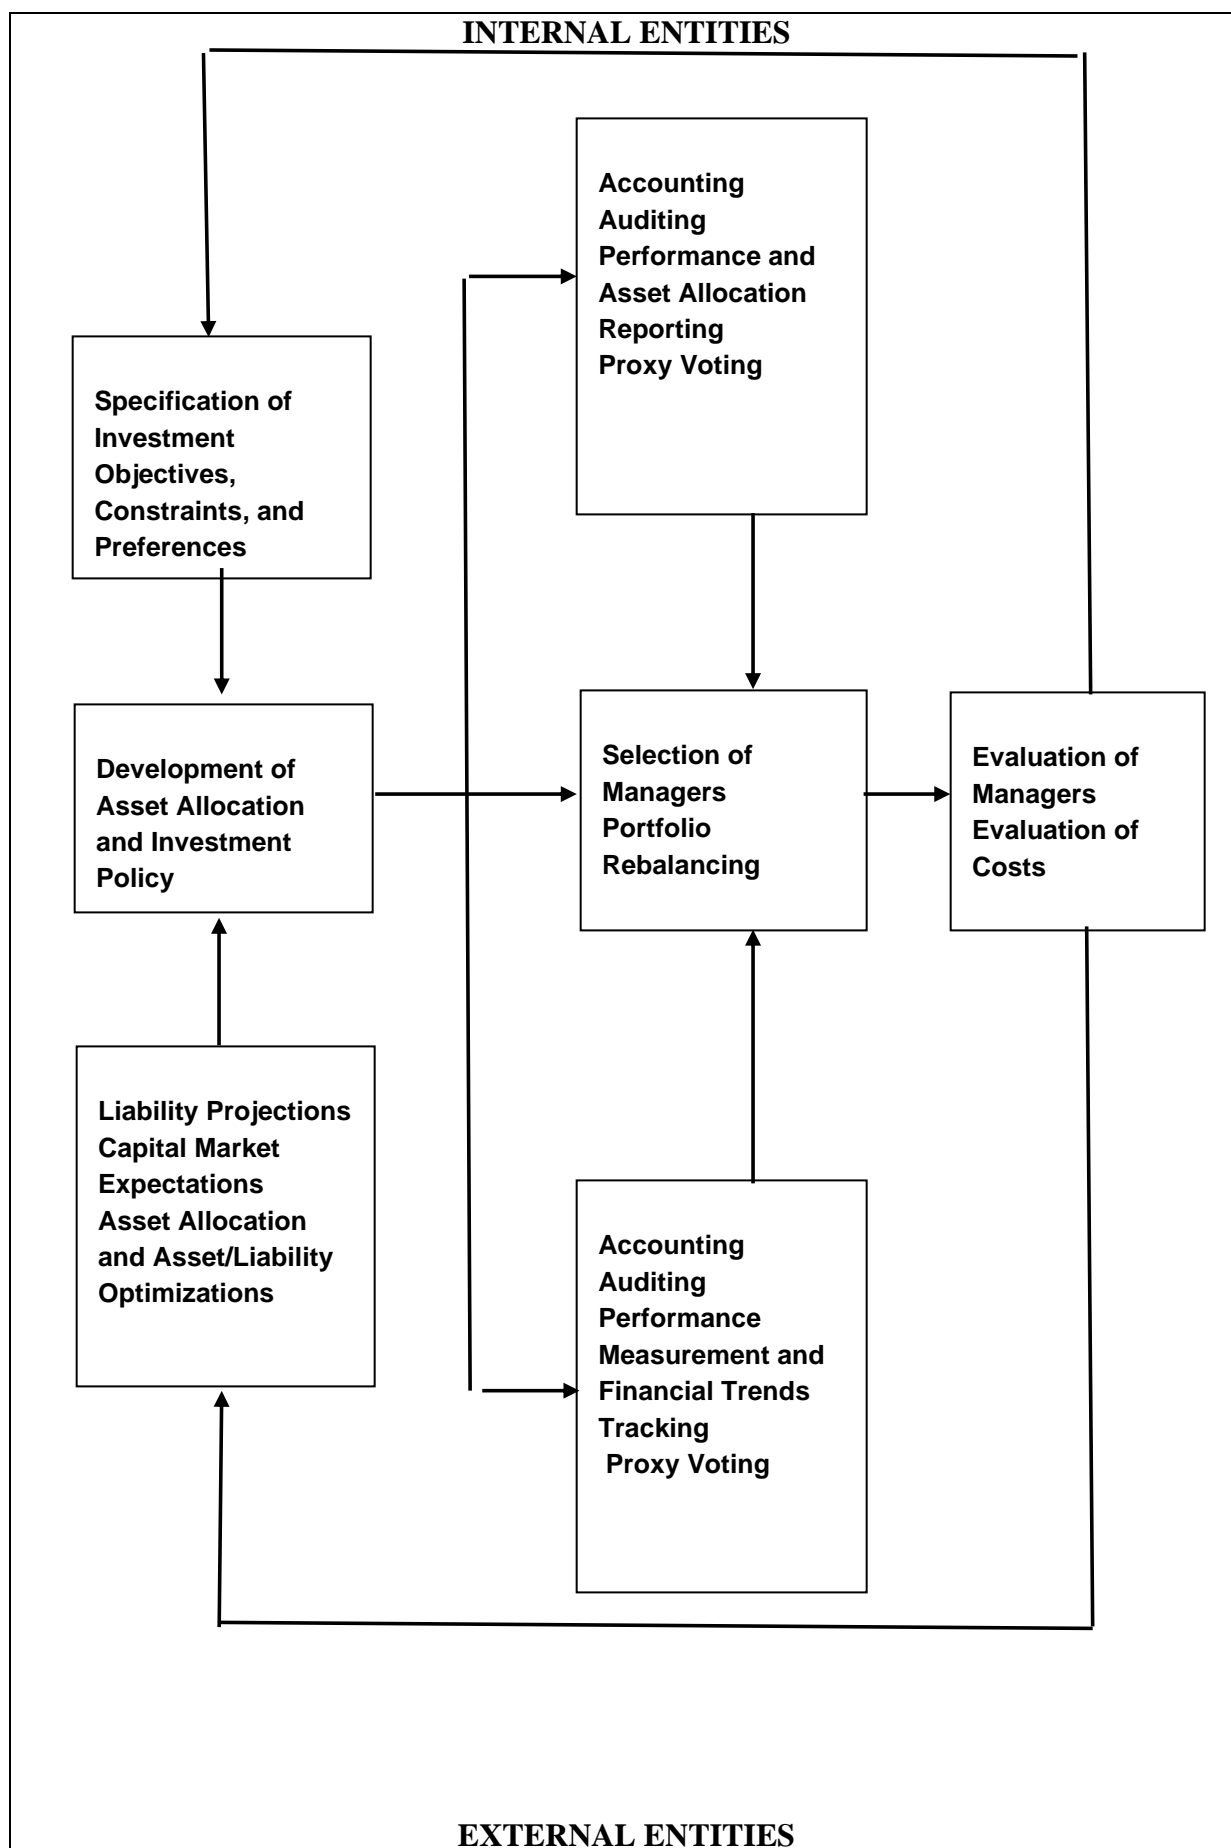 INTERNAL ENTITIES
Accounting
Auditing
Performance and
Asset Allocation
Reporting
Proxy Voting
Specification of
Investment
Objectives,
Constraints, and
Preferences
Development of
Asset Allocation
and Investment
Policy
Selection of
Managers
Portfolio
Rebalancing
Evaluation of
Managers
Evaluation of
Costs
Liability Projections
Capital Market
Expectations
Asset Allocation
and Asset/Liability
Optimizations
Accounting
Auditing
Performance
Measurement and
Financial Trends
Tracking
Proxy Voting
EXTERNAL ENTITIES